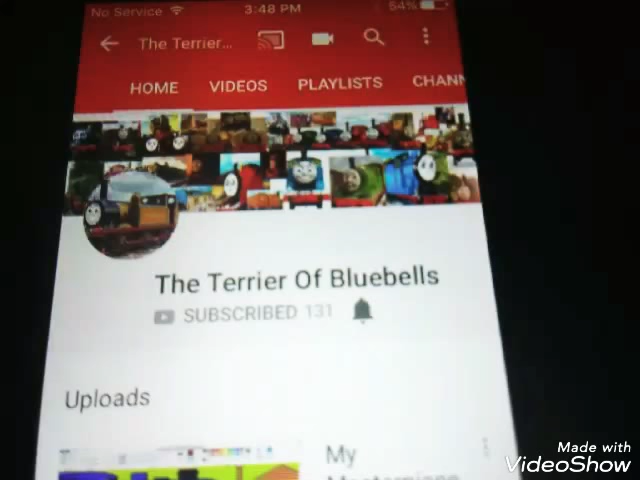 No Service 3:48 PM 54%
The Terrier...
HOME VIDEOS PLAYLISTS CHANN
The Terrier Of Bluebells
SUBSCRIBED 131
Uploads
My
Made with
VideoShow